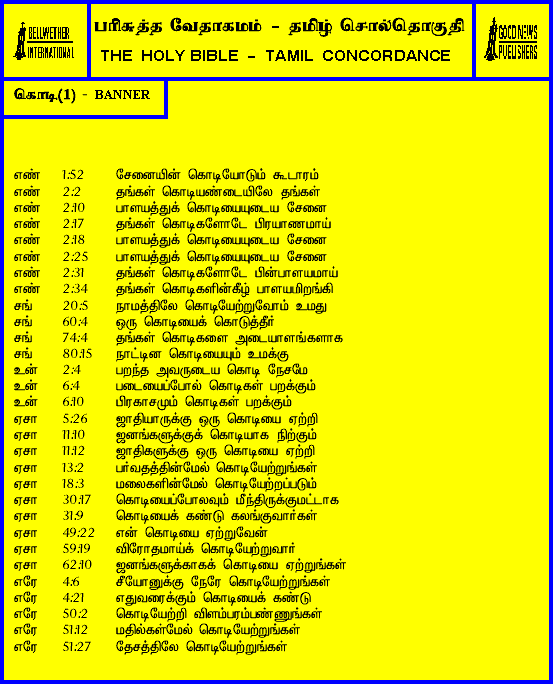 BELLWETHER
INTERNATIONAL
பரிசுத்த வேதாகமம் - தமிழ் சொல்தொகுதி
THE HOLY BIBLE - TAMIL CONCORDANCE
GOOD NEWS
PUBLISHERS
கொடி(1) - BANNER
எண் 1:52 சேனையின் கொடியோடும் கூடாரம்
எண் 2:2 தங்கள் கொடியண்டையிலே தங்கள்
எண் 2:10 பாளயத்துக் கொடியையுடைய சேனை
எண் 2:17 தங்கள் கொடிகளோடே பிரயாணமாய்
எண் 2:18 பாளயத்துக் கொடியையுடைய சேனை
எண் 2:25 பாளயத்துக் கொடியையுடைய சேனை
எண் 2:31 தங்கள் கொடிகளோடே பின்பாளயமாய்
எண் 2:34 தங்கள் கொடிகளின்கீழ் பாளயமிறங்கி
சங் 20:5 நாமத்திலே கொடியேற்றுவோம் உமது
சங் 60:4 ஒரு கொடியைக் கொடுத்தீர்
சங் 74:4 தங்கள் கொடிகளை அடையாளங்களாக
சங் 80:15 நாட்டின கொடியையும் உமக்கு
உன் 2:4 பறந்த அவருடைய கொடி நேசமே
உன் 6:4 படையைப்போல் கொடிகள் பறக்கும்
உன் 6:10 பிரகாசமும் கொடிகள் பறக்கும்
ஏசா 5:26 ஜாதியாருக்கு ஒரு கொடியை ஏற்றி
ஏசா 11:10 ஜனங்களுக்குக் கொடியாக நிற்கும்
ஏசா 11:12 ஜாதிகளுக்கு ஒரு கொடியை ஏற்றி
ஏசா 13:2 பர்வதத்தின்மேல் கொடியேற்றுங்கள்
ஏசா 18:3 மலைகளின்மேல் கொடியேற்றப்படும்
ஏசா 30:17 கொடியைப்போலவும் மீந்திருக்குமட்டாக
ஏசா 31:9 கொடியைக் கண்டு கலங்குவார்கள்
ஏசா 49:22 என் கொடியை ஏற்றுவேன்
ஏசா 59:19 விரோதமாய்க் கொடியேற்றுவார்
ஏசா 62:10 ஜனங்களுக்காகக் கொடியை ஏற்றுங்கள்
எரே 4:6 சீயோனுக்கு நேரே கொடியேற்றுங்கள்
எரே 4:21 எதுவரைக்கும் கொடியைக் கண்டு
எரே 50:2 கொடியேற்றி விளம்பரம்பண்ணுங்கள்
எரே 51:12 மதில்கள்மேல் கொடியேற்றுங்கள்
எரே 51:27 தேசத்திலே கொடியேற்றுங்கள்